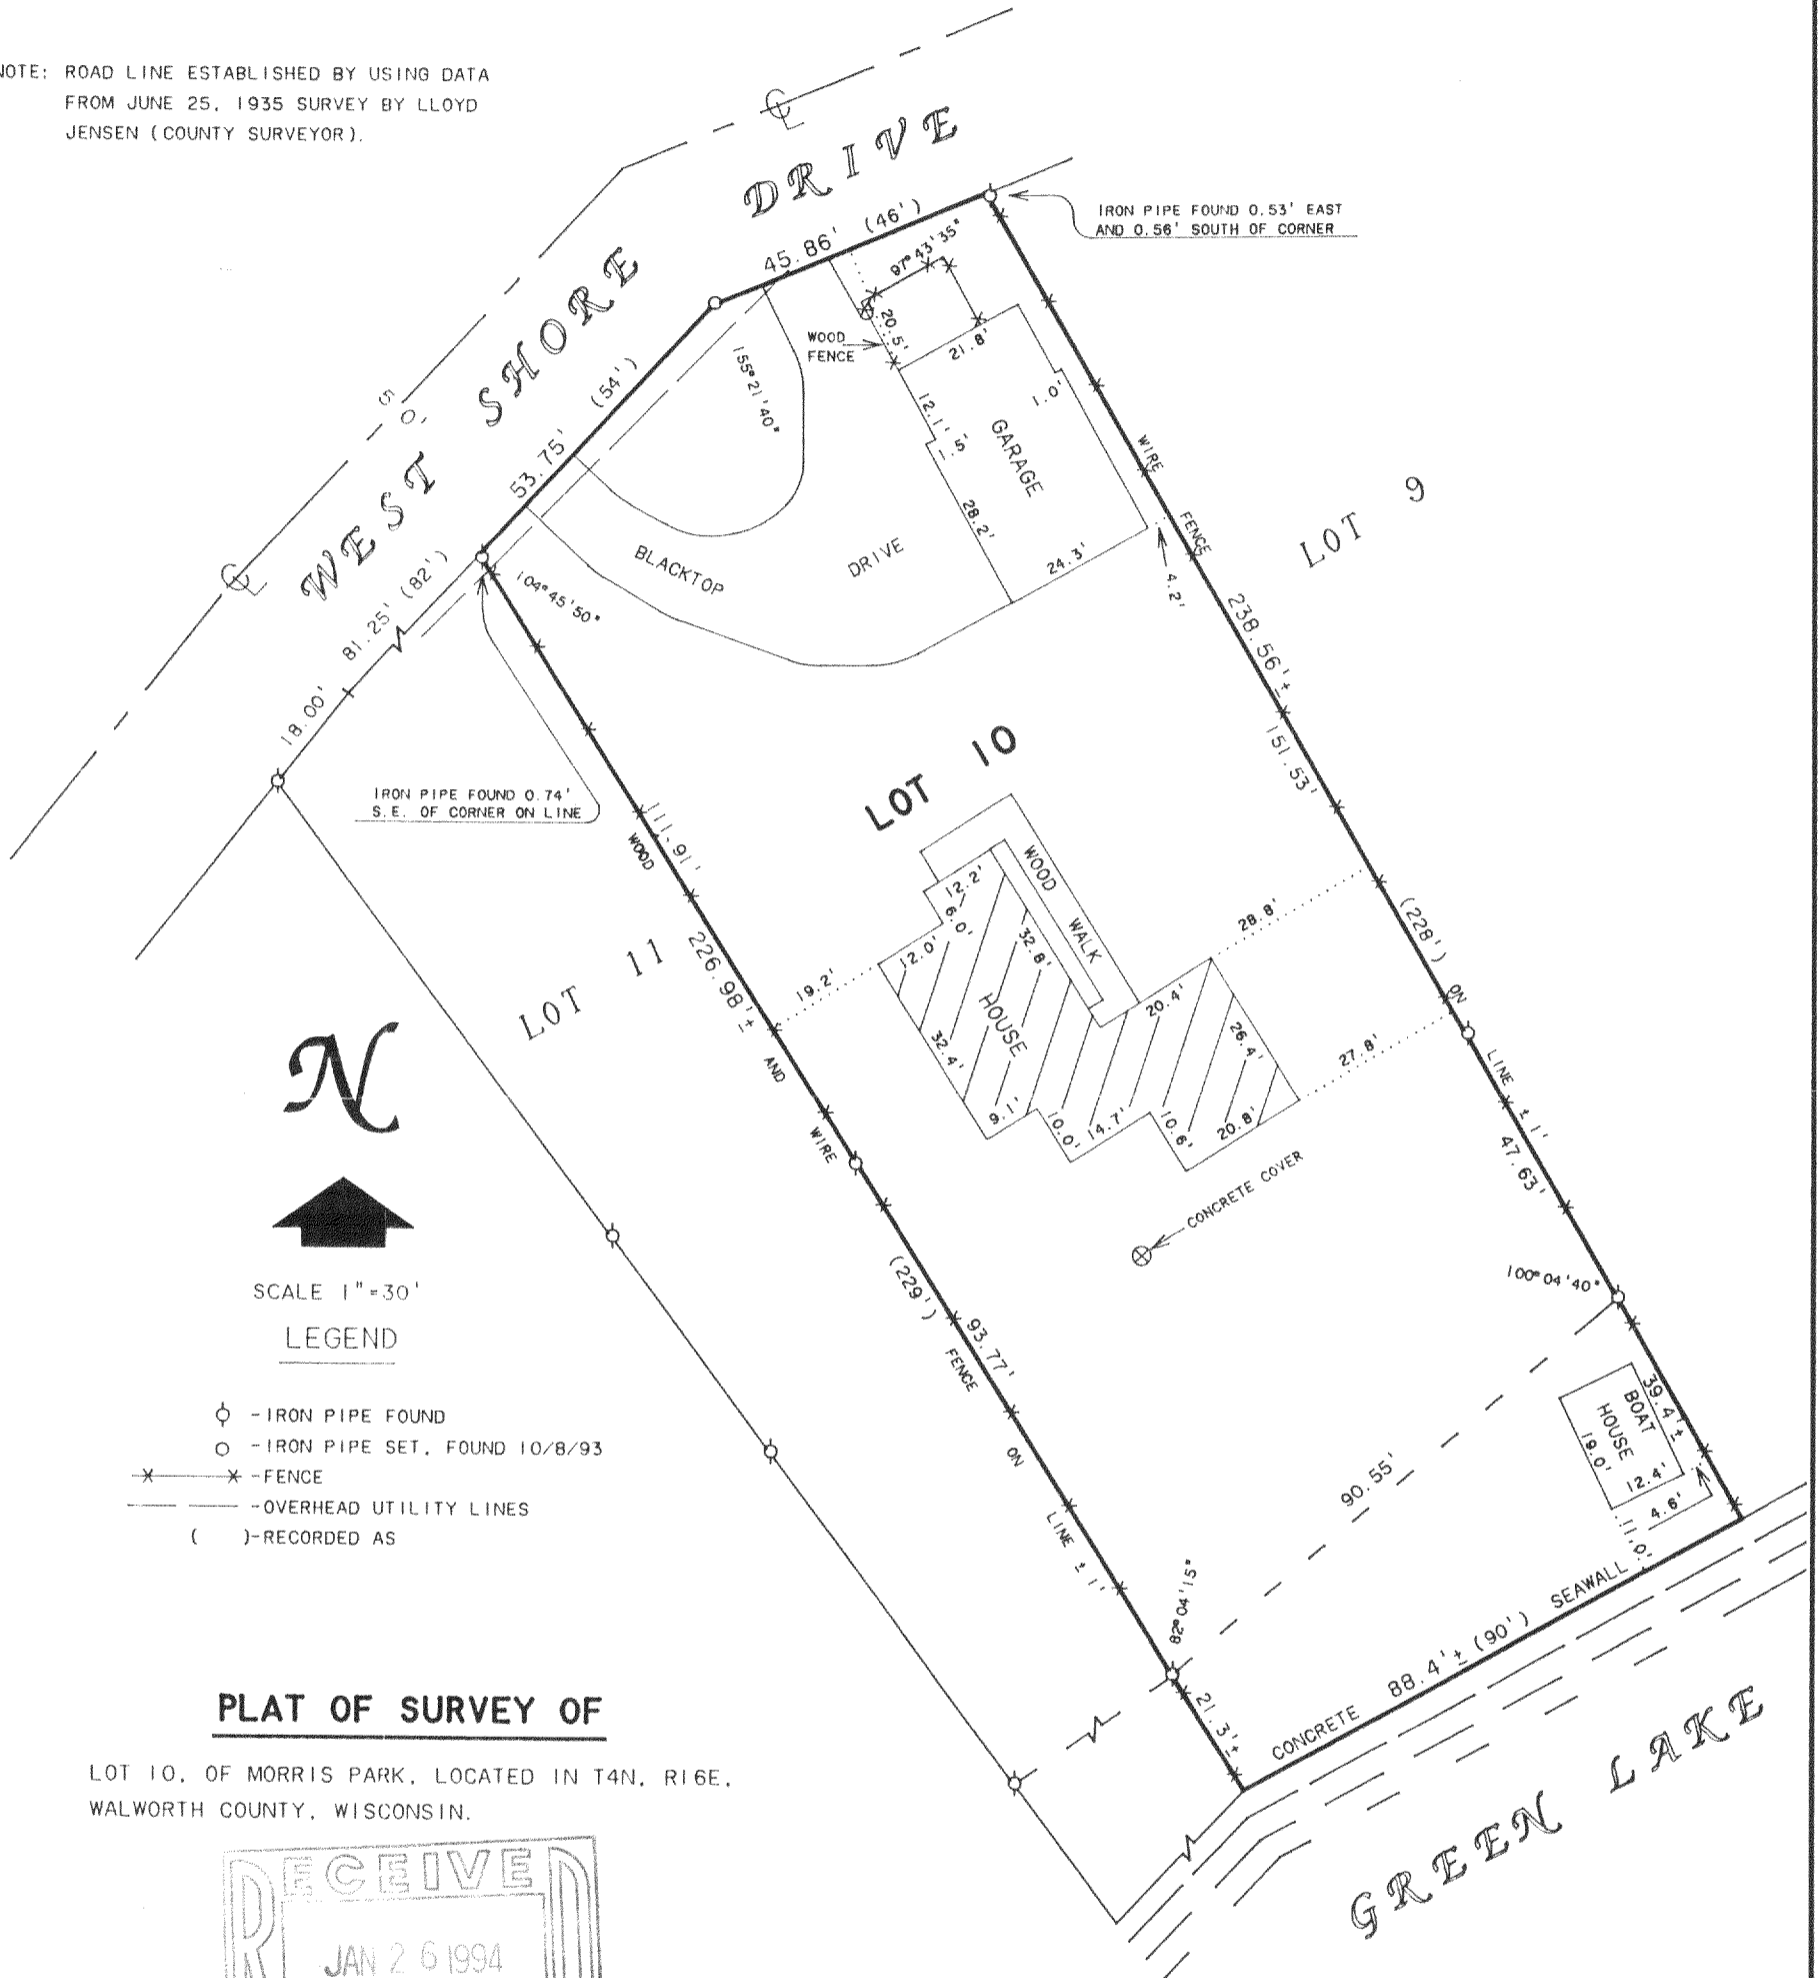 NOTE: ROAD LINE ESTABLISHED BY USING DATA
FROM JUNE 25, 1935 SURVEY BY LLOYD
JENSEN (COUNTY SURVEYOR).
WEST SHORE DRIVE
50'
IRON PIPE FOUND 0.53' EAST
AND 0.56' SOUTH OF CORNER
45.86' (46')
97°43'35"
53.75' (54')
155°21'40"
WOOD
FENCE
20.5'
21.8'
12.1'
1.5'
1.0'
GARAGE
28.2'
24.3'
4.2'
BLACKTOP DRIVE
81.25' (82')
18.00'
104°45'50"
IRON PIPE FOUND 0.74'
S.E. OF CORNER ON LINE
WIRE FENCE ON LINE ± 1'
238.56'±
151.53'
(228')
47.63'
LOT 9
LOT 10
LOT 11
111.91'
226.98'±
(229')
93.77'
WOOD AND WIRE FENCE ON LINE ± 1'
WOOD WALK
HOUSE
12.2'
6.0'
12.0'
32.8'
19.2'
28.8'
20.4'
26.4'
27.8'
32.4'
9.1'
10.0'
14.7'
10.6'
20.8'
CONCRETE COVER
100°04'40"
BOAT
HOUSE
39.4'±
19.0'
12.4'
4.6'
11.0'
90.55'
82°04'15"
21.3'±
CONCRETE 88.4'± (90') SEAWALL
GREEN LAKE
N
SCALE 1"=30'
LEGEND
-IRON PIPE FOUND
-IRON PIPE SET, FOUND 10/8/93
-FENCE
-OVERHEAD UTILITY LINES
( )-RECORDED AS
PLAT OF SURVEY OF
LOT 10, OF MORRIS PARK, LOCATED IN T4N, R16E,
WALWORTH COUNTY, WISCONSIN.
RECEIVED
JAN 26 1994